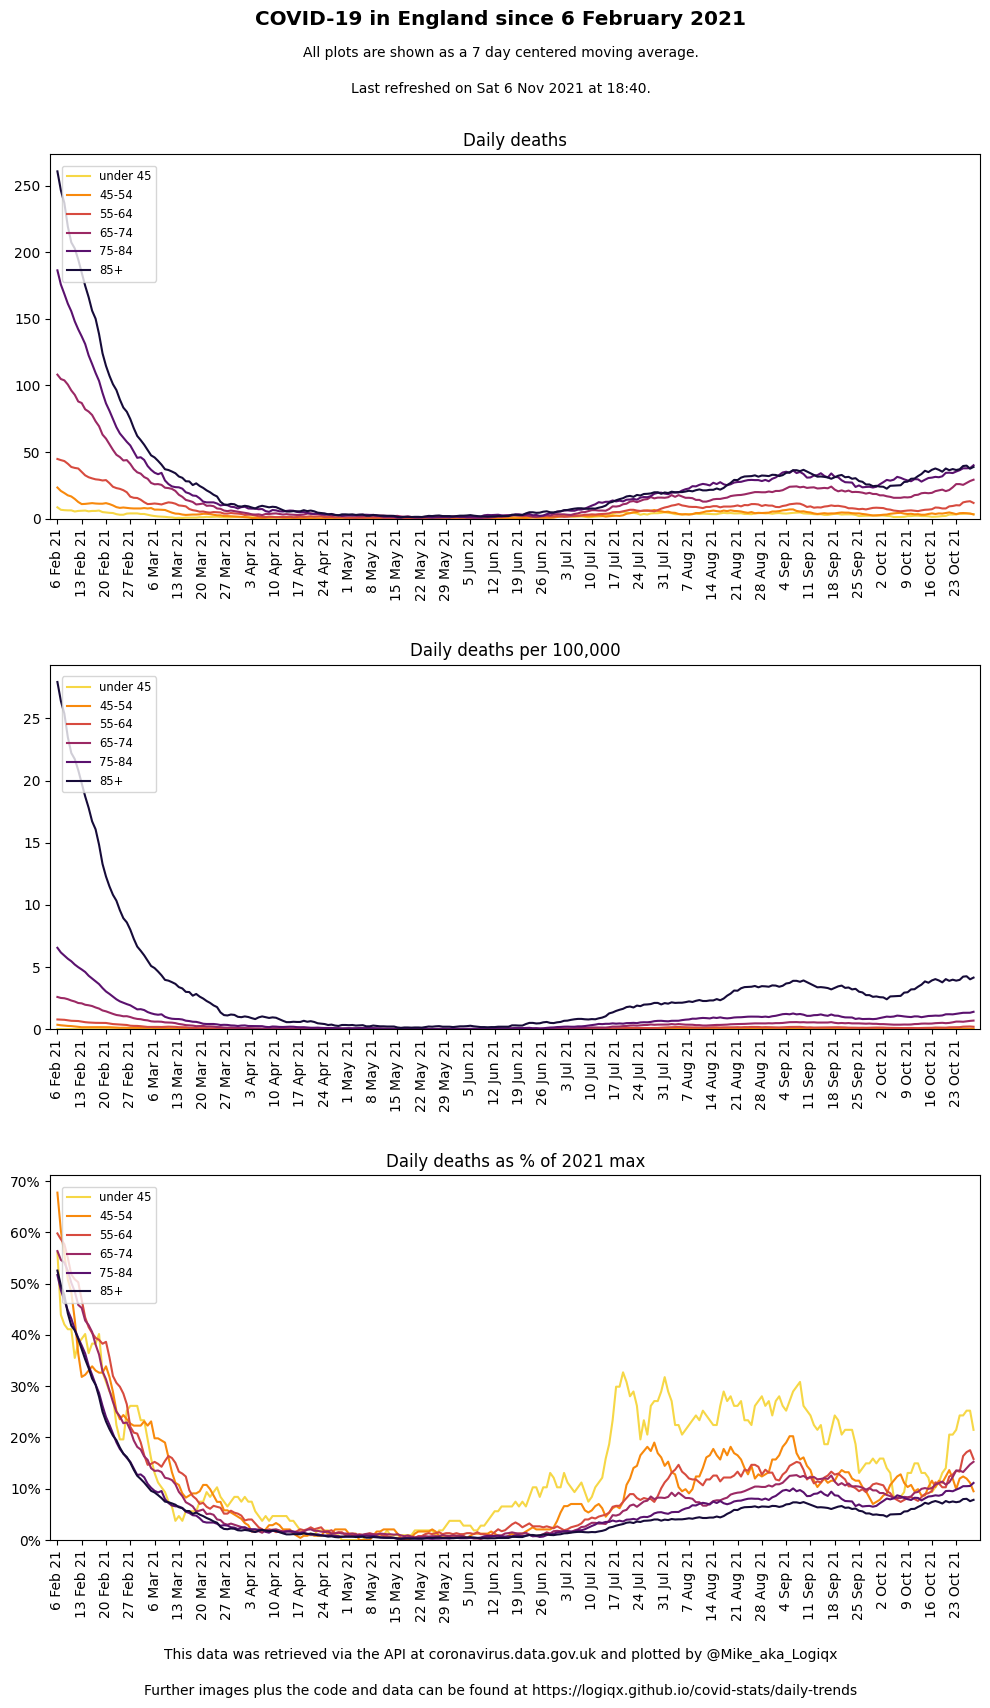 COVID-19 in England since 6 February 2021
All plots are shown as a 7 day centered moving average.
Last refreshed on Sat 6 Nov 2021 at 18:40.
Daily deaths
under 45
45-54
55-64
65-74
75-84
85+
250
200
150
100
50
0
6 Feb 21
13 Feb 21
20 Feb 21
27 Feb 21
6 Mar 21
13 Mar 21
20 Mar 21
27 Mar 21
3 Apr 21
10 Apr 21
17 Apr 21
24 Apr 21
1 May 21
8 May 21
15 May 21
22 May 21
29 May 21
5 Jun 21
12 Jun 21
19 Jun 21
26 Jun 21
3 Jul 21
10 Jul 21
17 Jul 21
24 Jul 21
31 Jul 21
7 Aug 21
14 Aug 21
21 Aug 21
28 Aug 21
4 Sep 21
11 Sep 21
18 Sep 21
25 Sep 21
2 Oct 21
9 Oct 21
16 Oct 21
23 Oct 21
Daily deaths per 100,000
under 45
45-54
55-64
65-74
75-84
85+
25
20
15
10
5
0
6 Feb 21
13 Feb 21
20 Feb 21
27 Feb 21
6 Mar 21
13 Mar 21
20 Mar 21
27 Mar 21
3 Apr 21
10 Apr 21
17 Apr 21
24 Apr 21
1 May 21
8 May 21
15 May 21
22 May 21
29 May 21
5 Jun 21
12 Jun 21
19 Jun 21
26 Jun 21
3 Jul 21
10 Jul 21
17 Jul 21
24 Jul 21
31 Jul 21
7 Aug 21
14 Aug 21
21 Aug 21
28 Aug 21
4 Sep 21
11 Sep 21
18 Sep 21
25 Sep 21
2 Oct 21
9 Oct 21
16 Oct 21
23 Oct 21
Daily deaths as % of 2021 max
under 45
45-54
55-64
65-74
75-84
85+
70%
60%
50%
40%
30%
20%
10%
0%
6 Feb 21
13 Feb 21
20 Feb 21
27 Feb 21
6 Mar 21
13 Mar 21
20 Mar 21
27 Mar 21
3 Apr 21
10 Apr 21
17 Apr 21
24 Apr 21
1 May 21
8 May 21
15 May 21
22 May 21
29 May 21
5 Jun 21
12 Jun 21
19 Jun 21
26 Jun 21
3 Jul 21
10 Jul 21
17 Jul 21
24 Jul 21
31 Jul 21
7 Aug 21
14 Aug 21
21 Aug 21
28 Aug 21
4 Sep 21
11 Sep 21
18 Sep 21
25 Sep 21
2 Oct 21
9 Oct 21
16 Oct 21
23 Oct 21
This data was retrieved via the API at coronavirus.data.gov.uk and plotted by @Mike_aka_Logiqx
Further images plus the code and data can be found at https://logiqx.github.io/covid-stats/daily-trends